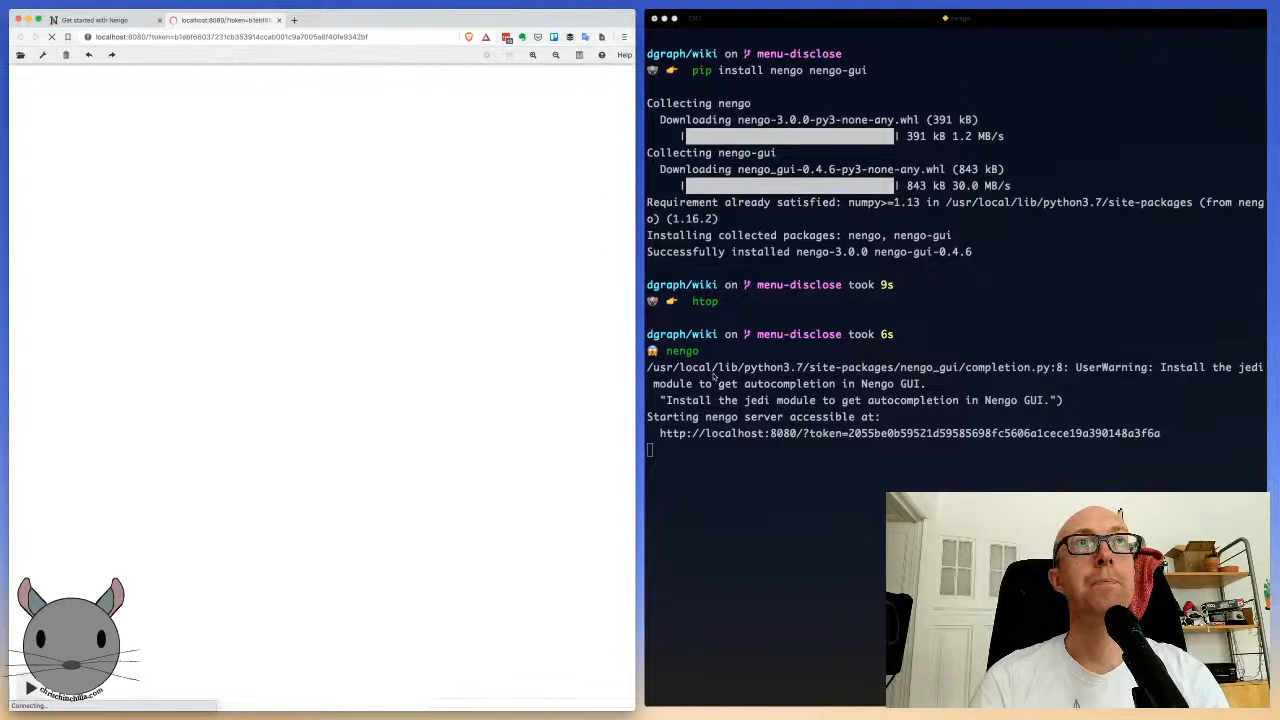 Get started with Nengo
localhost:8080/?token=b1ebf66
localhost:8080/?token=b1ebf66037231cb353914ccab001c9a7005a8f40fe9342bf
Help
chrischinchilla.com
Connecting...
nengo
dgraph/wiki on menu-disclose
pip install nengo nengo-gui
Collecting nengo
Downloading nengo-3.0.0-py3-none-any.whl (391 kB)
| | 391 kB 1.2 MB/s
Collecting nengo-gui
Downloading nengo_gui-0.4.6-py3-none-any.whl (843 kB)
| | 843 kB 30.0 MB/s
Requirement already satisfied: numpy>=1.13 in /usr/local/lib/python3.7/site-packages (from neng
o) (1.16.2)
Installing collected packages: nengo, nengo-gui
Successfully installed nengo-3.0.0 nengo-gui-0.4.6
dgraph/wiki on menu-disclose took 9s
htop
dgraph/wiki on menu-disclose took 6s
nengo
/usr/local/lib/python3.7/site-packages/nengo_gui/completion.py:8: UserWarning: Install the jedi
module to get autocompletion in Nengo GUI.
"Install the jedi module to get autocompletion in Nengo GUI.")
Starting nengo server accessible at:
http://localhost:8080/?token=2055be0b59521d59585698fc5606a1cece19a390148a3f6a